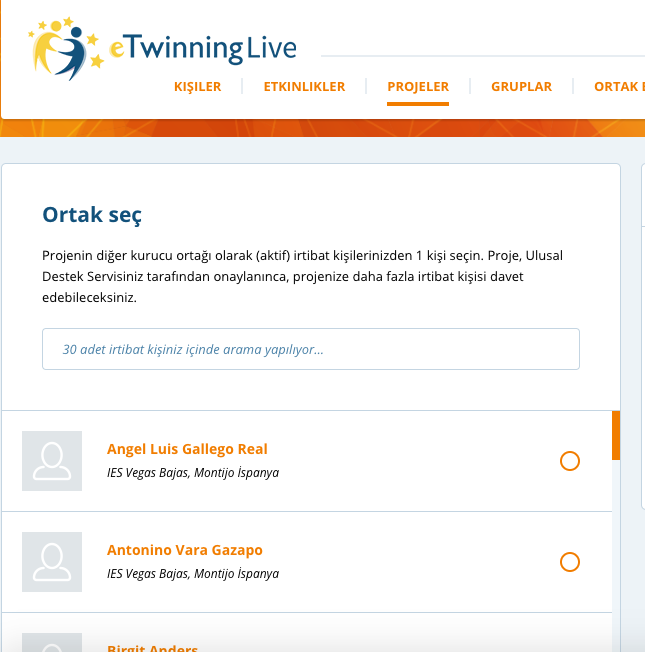 eTwinningLive
KIŞILER
ETKINLIKLER
PROJELER
GRUPLAR
ORTAK
Ortak seç
Projenin diğer kurucu ortağı olarak (aktif) irtibat kişilerinizden 1 kişi seçin. Proje, Ulusal
Destek Servisiniz tarafından onaylanınca, projenize daha fazla irtibat kişisi davet
edebileceksiniz.
30 adet irtibat kişiniz içinde arama yapılıyor...
Angel Luis Gallego Real
IES Vegas Bajas, Montijo İspanya
Antonino Vara Gazapo
IES Vegas Bajas, Montijo İspanya
Birgit Anders